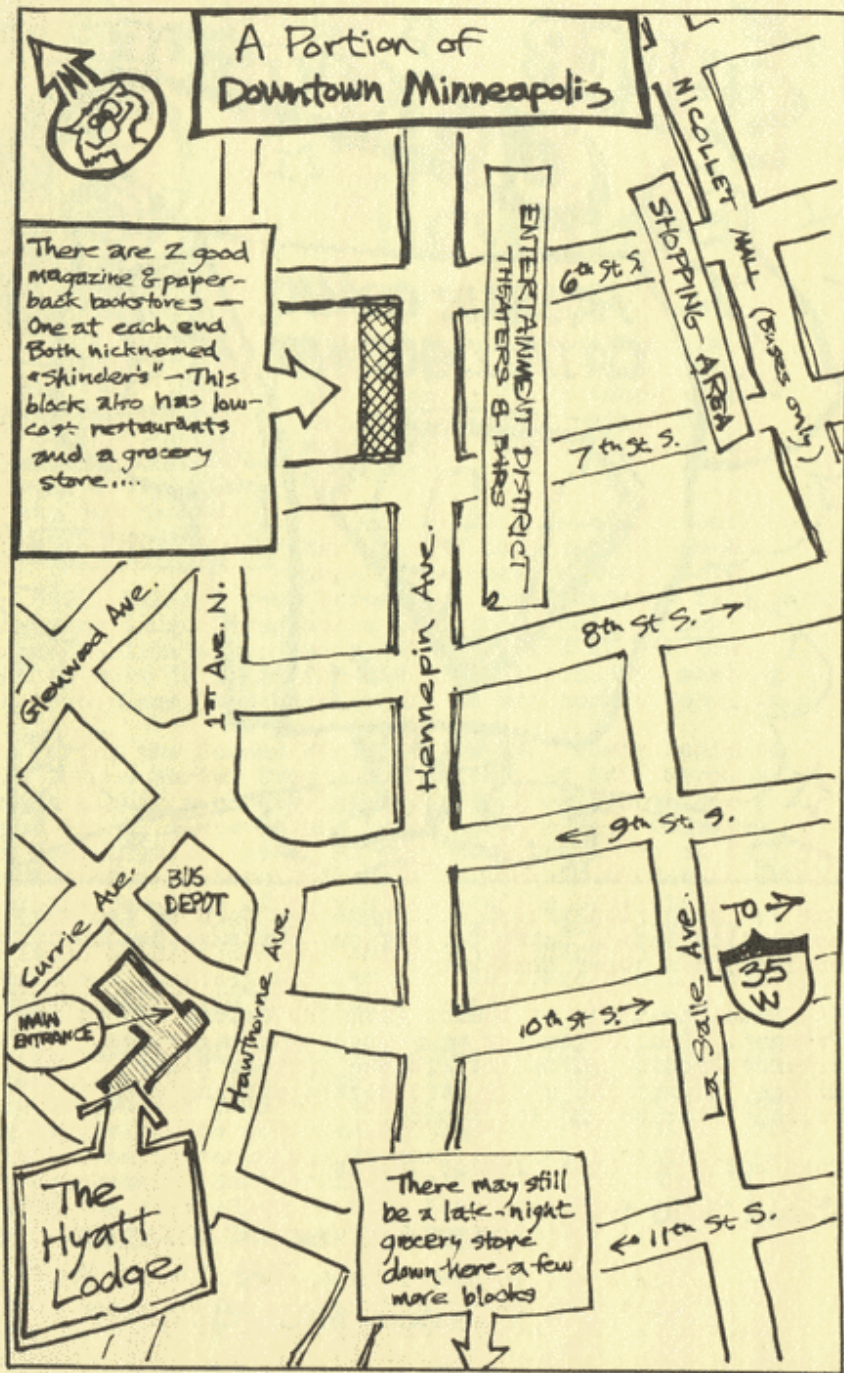 N
A Portion of
Downtown Minneapolis
NICOLLET MALL (Buses only)
There are 2 good
magazine & paper-
back bookstores —
One at each end
Both nicknamed
"Shinder's" — This
block also has low-
cost restaurants
and a grocery
store....
ENTERTAINMENT DISTRICT
THEATERS & BARS
6th St S.
SHOPPING AREA
7th St S.
Hennepin Ave.
8th St S. →
Glenwood Ave.
1ST Ave. N.
← 9th St. S.
Currie Ave.
BUS
DEPOT
Hawthorne Ave.
La Salle Ave.
TO
35
W
10th St S. →
MAIN
ENTRANCE
The
Hyatt
Lodge
There may still
be a late-night
grocery store
down here a few
more blocks
← 11th St S.